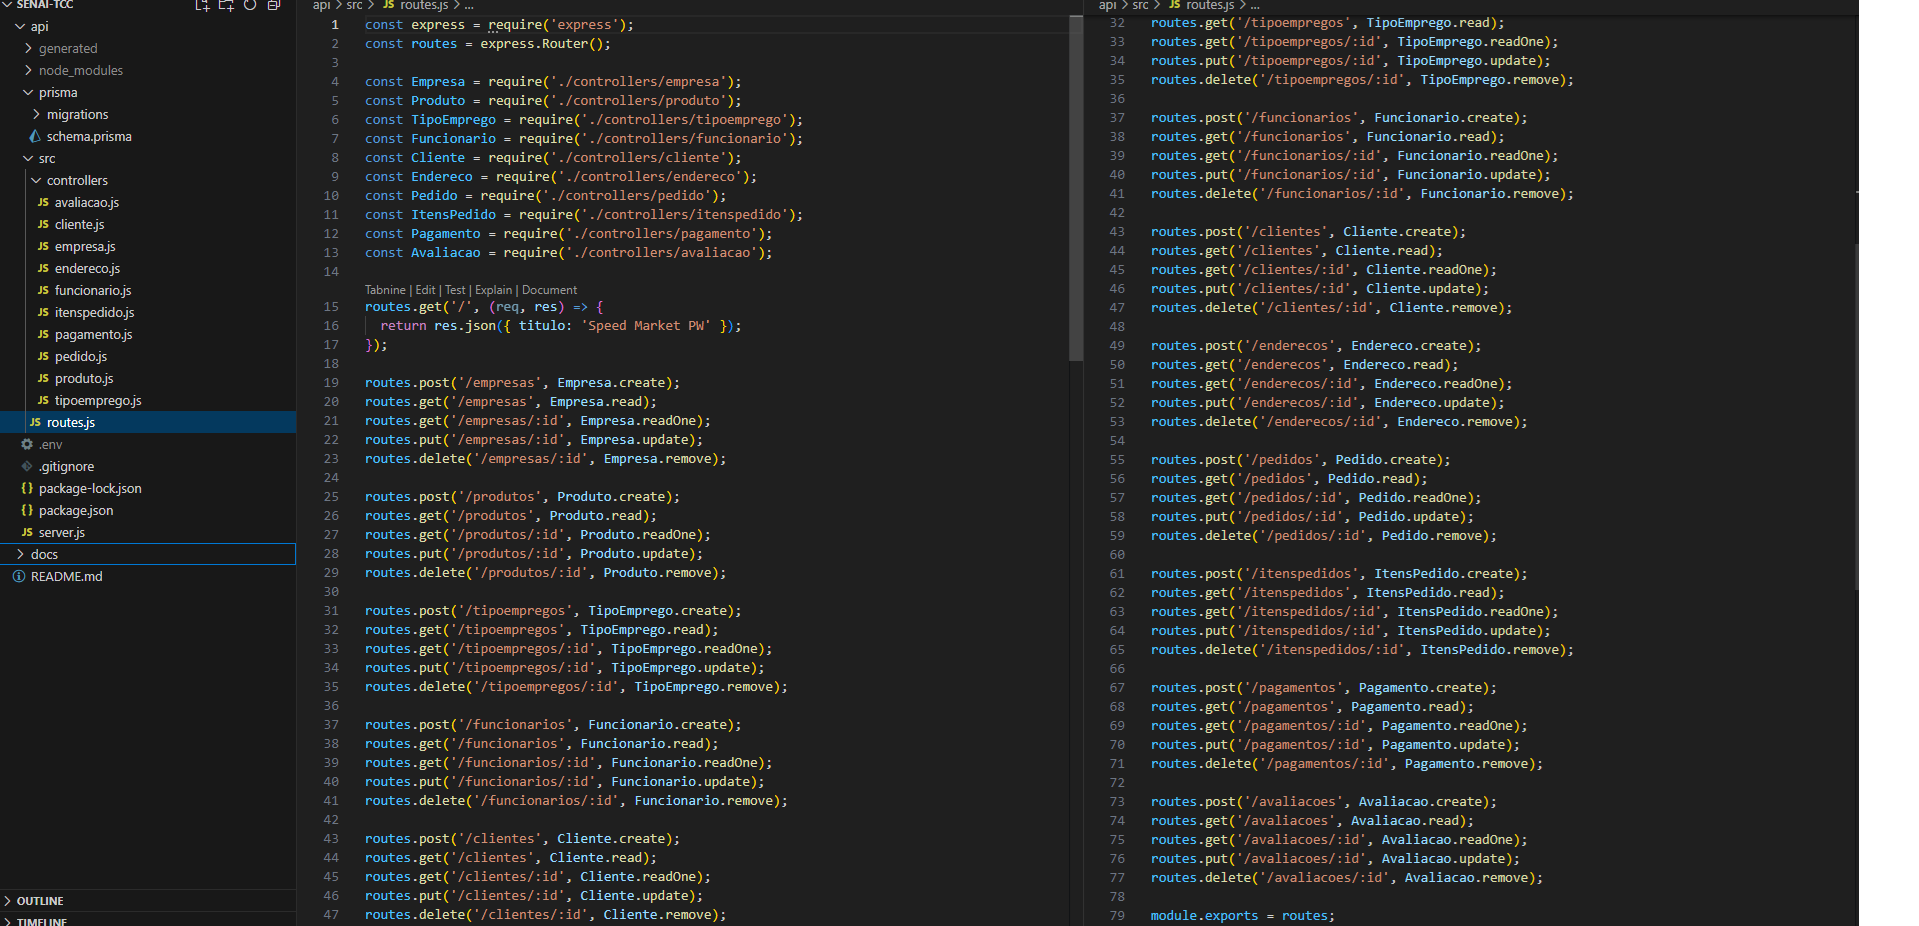 SENAI-TCC
api
generated
node_modules
prisma
migrations
schema.prisma
src
controllers
JS avaliacao.js
JS cliente.js
JS empresa.js
JS endereco.js
JS funcionario.js
JS itenspedido.js
JS pagamento.js
JS pedido.js
JS produto.js
JS tipoemprego.js
JS routes.js
.env
.gitignore
{} package-lock.json
{} package.json
JS server.js
docs
README.md
OUTLINE
TIMELINE
api > src > JS routes.js > ...
1 const express = require('express');
2 const routes = express.Router();
3
4 const Empresa = require('./controllers/empresa');
5 const Produto = require('./controllers/produto');
6 const TipoEmprego = require('./controllers/tipoemprego');
7 const Funcionario = require('./controllers/funcionario');
8 const Cliente = require('./controllers/cliente');
9 const Endereco = require('./controllers/endereco');
10 const Pedido = require('./controllers/pedido');
11 const ItensPedido = require('./controllers/itenspedido');
12 const Pagamento = require('./controllers/pagamento');
13 const Avaliacao = require('./controllers/avaliacao');
14
Tabnine | Edit | Test | Explain | Document
15 routes.get('/', (req, res) => {
16 return res.json({ titulo: 'Speed Market PW' });
17 });
18
19 routes.post('/empresas', Empresa.create);
20 routes.get('/empresas', Empresa.read);
21 routes.get('/empresas/:id', Empresa.readOne);
22 routes.put('/empresas/:id', Empresa.update);
23 routes.delete('/empresas/:id', Empresa.remove);
24
25 routes.post('/produtos', Produto.create);
26 routes.get('/produtos', Produto.read);
27 routes.get('/produtos/:id', Produto.readOne);
28 routes.put('/produtos/:id', Produto.update);
29 routes.delete('/produtos/:id', Produto.remove);
30
31 routes.post('/tipoempregos', TipoEmprego.create);
32 routes.get('/tipoempregos', TipoEmprego.read);
33 routes.get('/tipoempregos/:id', TipoEmprego.readOne);
34 routes.put('/tipoempregos/:id', TipoEmprego.update);
35 routes.delete('/tipoempregos/:id', TipoEmprego.remove);
36
37 routes.post('/funcionarios', Funcionario.create);
38 routes.get('/funcionarios', Funcionario.read);
39 routes.get('/funcionarios/:id', Funcionario.readOne);
40 routes.put('/funcionarios/:id', Funcionario.update);
41 routes.delete('/funcionarios/:id', Funcionario.remove);
42
43 routes.post('/clientes', Cliente.create);
44 routes.get('/clientes', Cliente.read);
45 routes.get('/clientes/:id', Cliente.readOne);
46 routes.put('/clientes/:id', Cliente.update);
47 routes.delete('/clientes/:id', Cliente.remove);
api > src > JS routes.js > ...
32 routes.get('/tipoempregos', TipoEmprego.read);
33 routes.get('/tipoempregos/:id', TipoEmprego.readOne);
34 routes.put('/tipoempregos/:id', TipoEmprego.update);
35 routes.delete('/tipoempregos/:id', TipoEmprego.remove);
36
37 routes.post('/funcionarios', Funcionario.create);
38 routes.get('/funcionarios', Funcionario.read);
39 routes.get('/funcionarios/:id', Funcionario.readOne);
40 routes.put('/funcionarios/:id', Funcionario.update);
41 routes.delete('/funcionarios/:id', Funcionario.remove);
42
43 routes.post('/clientes', Cliente.create);
44 routes.get('/clientes', Cliente.read);
45 routes.get('/clientes/:id', Cliente.readOne);
46 routes.put('/clientes/:id', Cliente.update);
47 routes.delete('/clientes/:id', Cliente.remove);
48
49 routes.post('/enderecos', Endereco.create);
50 routes.get('/enderecos', Endereco.read);
51 routes.get('/enderecos/:id', Endereco.readOne);
52 routes.put('/enderecos/:id', Endereco.update);
53 routes.delete('/enderecos/:id', Endereco.remove);
54
55 routes.post('/pedidos', Pedido.create);
56 routes.get('/pedidos', Pedido.read);
57 routes.get('/pedidos/:id', Pedido.readOne);
58 routes.put('/pedidos/:id', Pedido.update);
59 routes.delete('/pedidos/:id', Pedido.remove);
60
61 routes.post('/itenspedidos', ItensPedido.create);
62 routes.get('/itenspedidos', ItensPedido.read);
63 routes.get('/itenspedidos/:id', ItensPedido.readOne);
64 routes.put('/itenspedidos/:id', ItensPedido.update);
65 routes.delete('/itenspedidos/:id', ItensPedido.remove);
66
67 routes.post('/pagamentos', Pagamento.create);
68 routes.get('/pagamentos', Pagamento.read);
69 routes.get('/pagamentos/:id', Pagamento.readOne);
70 routes.put('/pagamentos/:id', Pagamento.update);
71 routes.delete('/pagamentos/:id', Pagamento.remove);
72
73 routes.post('/avaliacoes', Avaliacao.create);
74 routes.get('/avaliacoes', Avaliacao.read);
75 routes.get('/avaliacoes/:id', Avaliacao.readOne);
76 routes.put('/avaliacoes/:id', Avaliacao.update);
77 routes.delete('/avaliacoes/:id', Avaliacao.remove);
78
79 module.exports = routes;